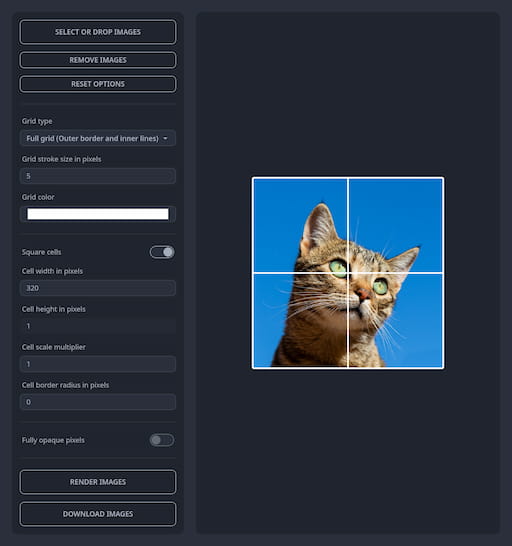 SELECT OR DROP IMAGES
REMOVE IMAGES
RESET OPTIONS
Grid type
Full grid (Outer border and inner lines)
Grid stroke size in pixels
5
Grid color
Square cells
Cell width in pixels
320
Cell height in pixels
1
Cell scale multiplier
1
Cell border radius in pixels
0
Fully opaque pixels
RENDER IMAGES
DOWNLOAD IMAGES